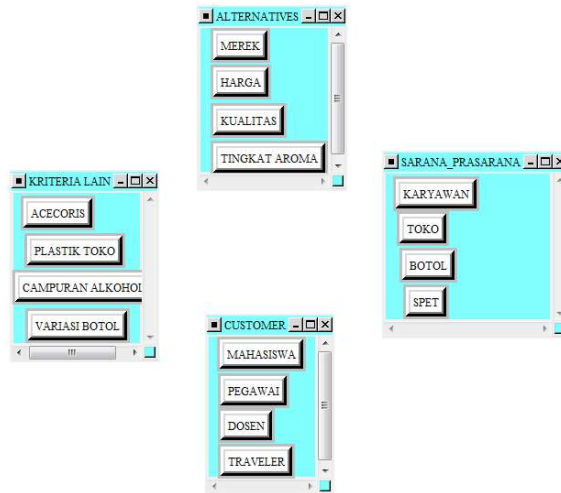 ALTERNATIVES
MEREK
HARGA
KUALITAS
TINGKAT AROMA
KRITERIA LAIN
ACECORIS
PLASTIK TOKO
CAMPURAN ALKOHOL
VARIASI BOTOL
SARANA_PRASARANA
KARYAWAN
TOKO
BOTOL
SPET
CUSTOMER
MAHASISWA
PEGAWAI
DOSEN
TRAVELER